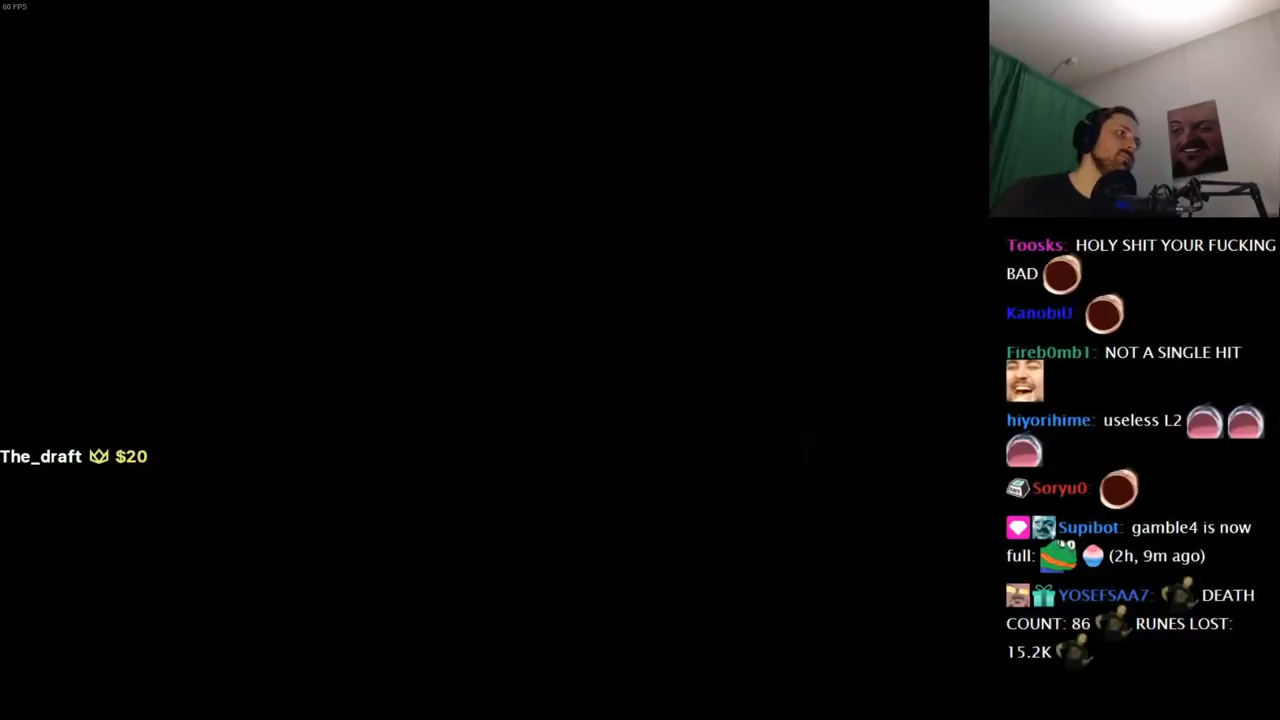 60 FPS
Toosks: HOLY SHIT YOUR FUCKING
BAD
KanobiU
Fireb0mb1: NOT A SINGLE HIT
hiyorihime: useless L2
The_draft $20
Soryu0:
Supibot: gamble4 is now
full: (2h, 9m ago)
YOSEFSAA7: DEATH
COUNT: 86 RUNES LOST:
15.2K